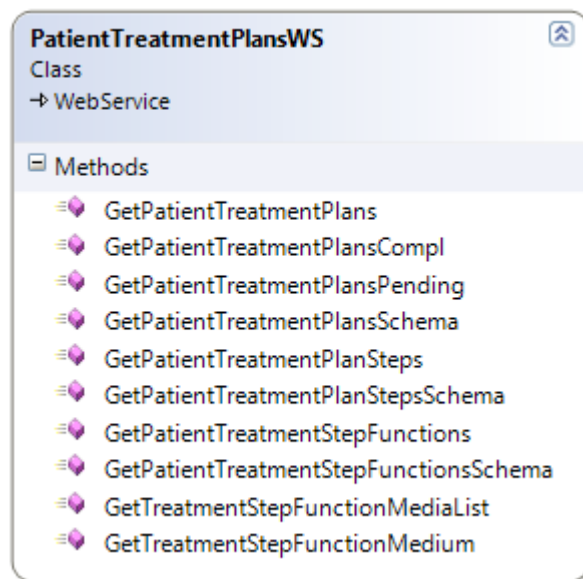 PatientTreatmentPlansWS
Class
WebService
Methods
GetPatientTreatmentPlans
GetPatientTreatmentPlansCompl
GetPatientTreatmentPlansPending
GetPatientTreatmentPlansSchema
GetPatientTreatmentPlanSteps
GetPatientTreatmentPlanStepsSchema
GetPatientTreatmentStepFunctions
GetPatientTreatmentStepFunctionsSchema
GetTreatmentStepFunctionMediaList
GetTreatmentStepFunctionMedium